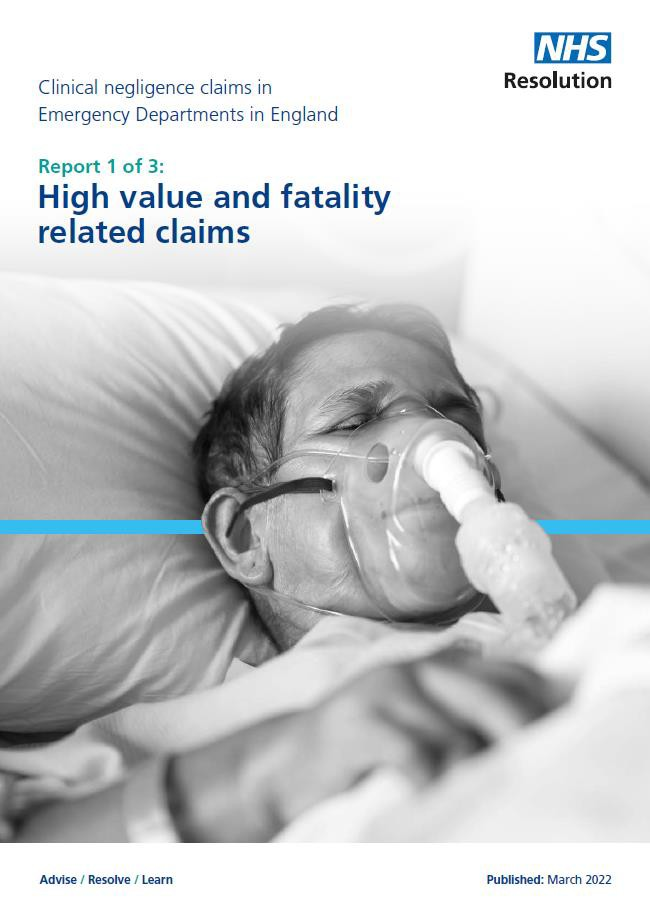 NHS
Resolution
Clinical negligence claims in
Emergency Departments in England
Report 1 of 3:
High value and fatality
related claims
Advise / Resolve / Learn
Published: March 2022